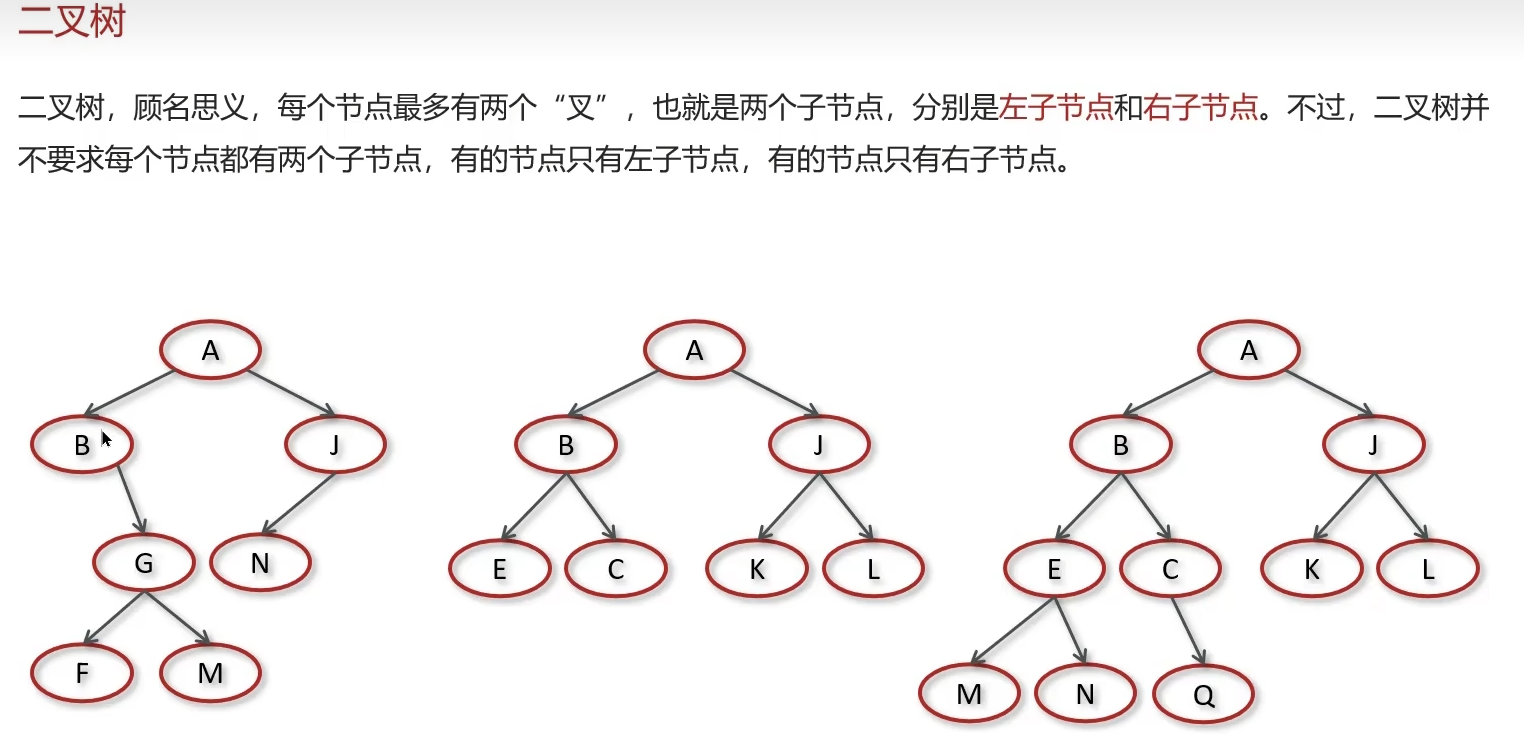 二叉树
二叉树，顾名思义，每个节点最多有两个“叉”，也就是两个子节点，分别是左子节点和右子节点。不过，二叉树并
不要求每个节点都有两个子节点，有的节点只有左子节点，有的节点只有右子节点。
A
B J
G N
F M
A
B J
E C K L
A
B J
E C K L
M N Q